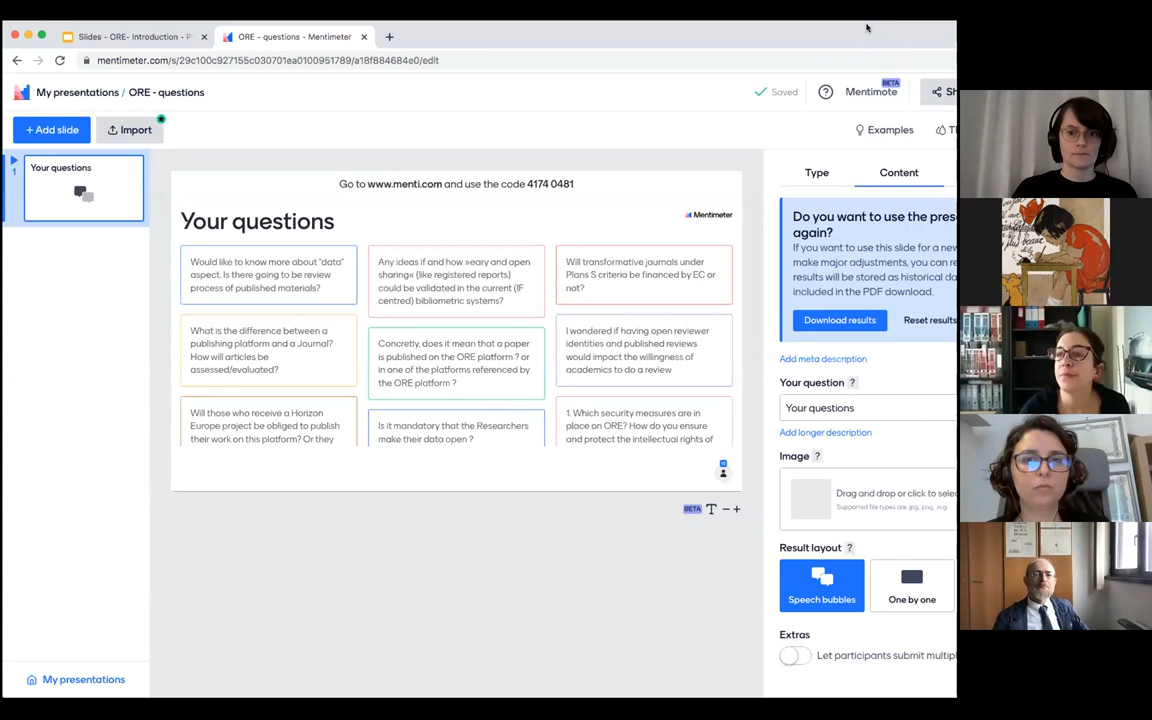 Slides - ORE- Introduction - P
ORE - questions - Mentimeter
mentimeter.com/s/29c100c927155c030701ea0100951789/a18f884684e0/edit
My presentations / ORE - questions
Saved
BETA
Mentimote
Sh
+ Add slide
Import
Examples
Th
1
Your questions
Go to www.menti.com and use the code 4174 0481
Your questions
Mentimeter
Would like to know more about "data"
aspect. Is there going to be review
process of published materials?
Any ideas if and how »eary and open
sharing« (like registered reports)
could be validated in the current (IF
centred) bibliometric systems?
Will transformative journals under
Plans S criteria be financed by EC or
not?
What is the difference between a
publishing platform and a Journal?
How will articles be
assessed/evaluated?
Concretly, does it mean that a paper
is published on the ORE platform ? or
in one of the platforms referenced by
the ORE platform ?
I wondered if having open reviewer
identities and published reviews
would impact the willingness of
academics to do a review
Will those who receive a Horizon
Europe project be obliged to publish
their work on this platform? Or they
Is it mandatory that the Researchers
make their data open ?
1. Which security measures are in
place on ORE? How do you ensure
and protect the intellectual rights of
BETA T - +
Type
Content
Do you want to use the pres
again?
If you want to use this slide for a new
make major adjustments, you can re
results will be stored as historical da
included in the PDF download.
Download results
Reset results
Add meta description
Your question ?
Your questions
Add longer description
Image ?
Drag and drop or click to selec
Supported file types are jpg, png, svg
Result layout ?
Speech bubbles
One by one
Extras
Let participants submit multipl
My presentations